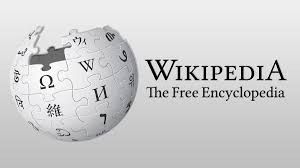 Ω W
維 И
WIKIPEDIA
The Free Encyclopedia